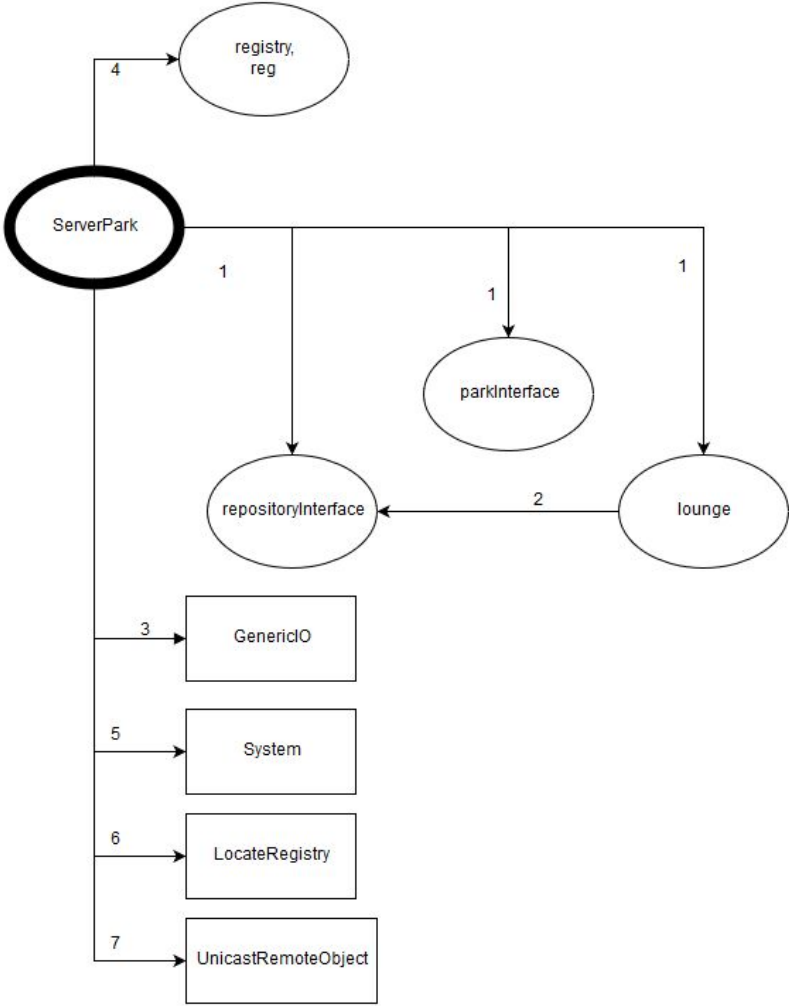 registry,
reg
4
ServerPark
1
1
1
parkInterface
repositoryInterface
2
lounge
3
GenericIO
5
System
6
LocateRegistry
7
UnicastRemoteObject